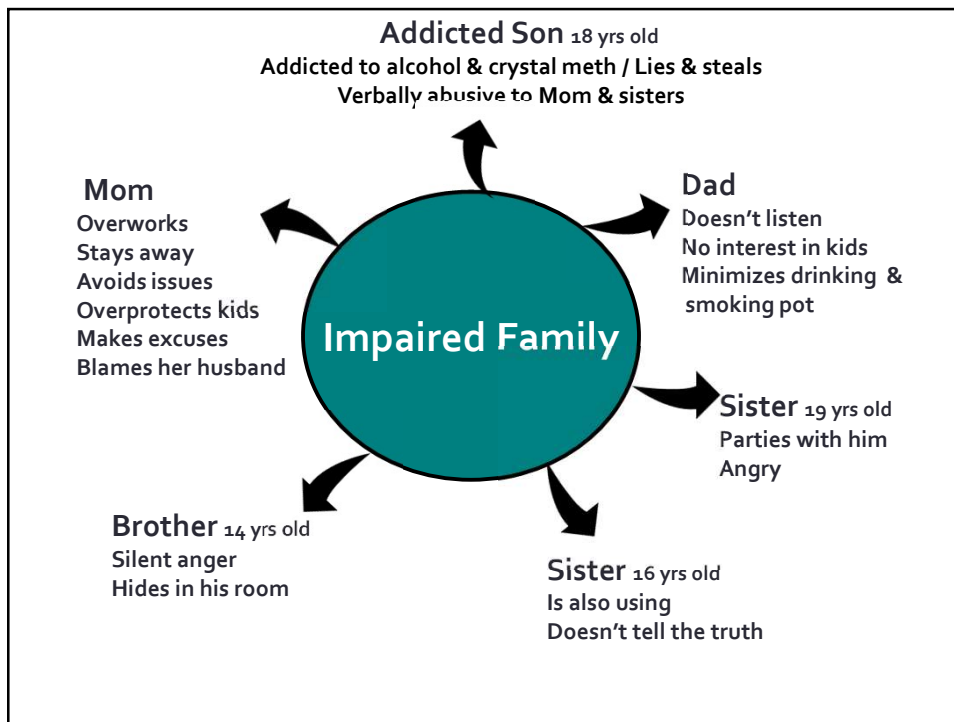 Addicted Son 18 yrs old
Addicted to alcohol & crystal meth / Lies & steals
Verbally abusive to Mom & sisters
Mom
Overworks
Stays away
Avoids issues
Overprotects kids
Makes excuses
Blames her husband
Dad
Doesn't listen
No interest in kids
Minimizes drinking &
smoking pot
Impaired Family
Sister 19 yrs old
Parties with him
Angry
Brother 14 yrs old
Silent anger
Hides in his room
Sister 16 yrs old
Is also using
Doesn't tell the truth